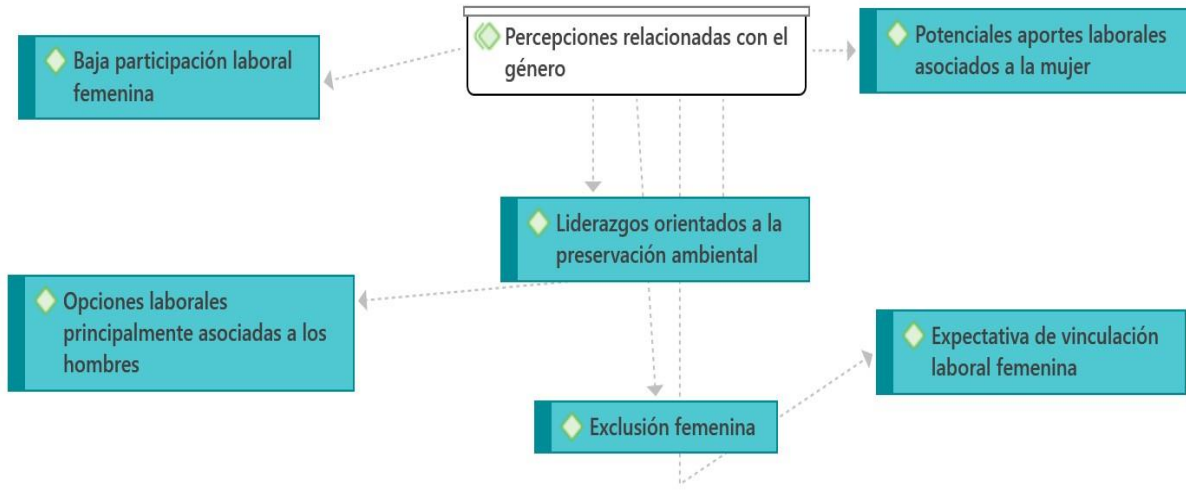 Percepciones relacionadas con el
género
Baja participación laboral
femenina
Potenciales aportes laborales
asociados a la mujer
Liderazgos orientados a la
preservación ambiental
Opciones laborales
principalmente asociadas a los
hombres
Expectativa de vinculación
laboral femenina
Exclusión femenina